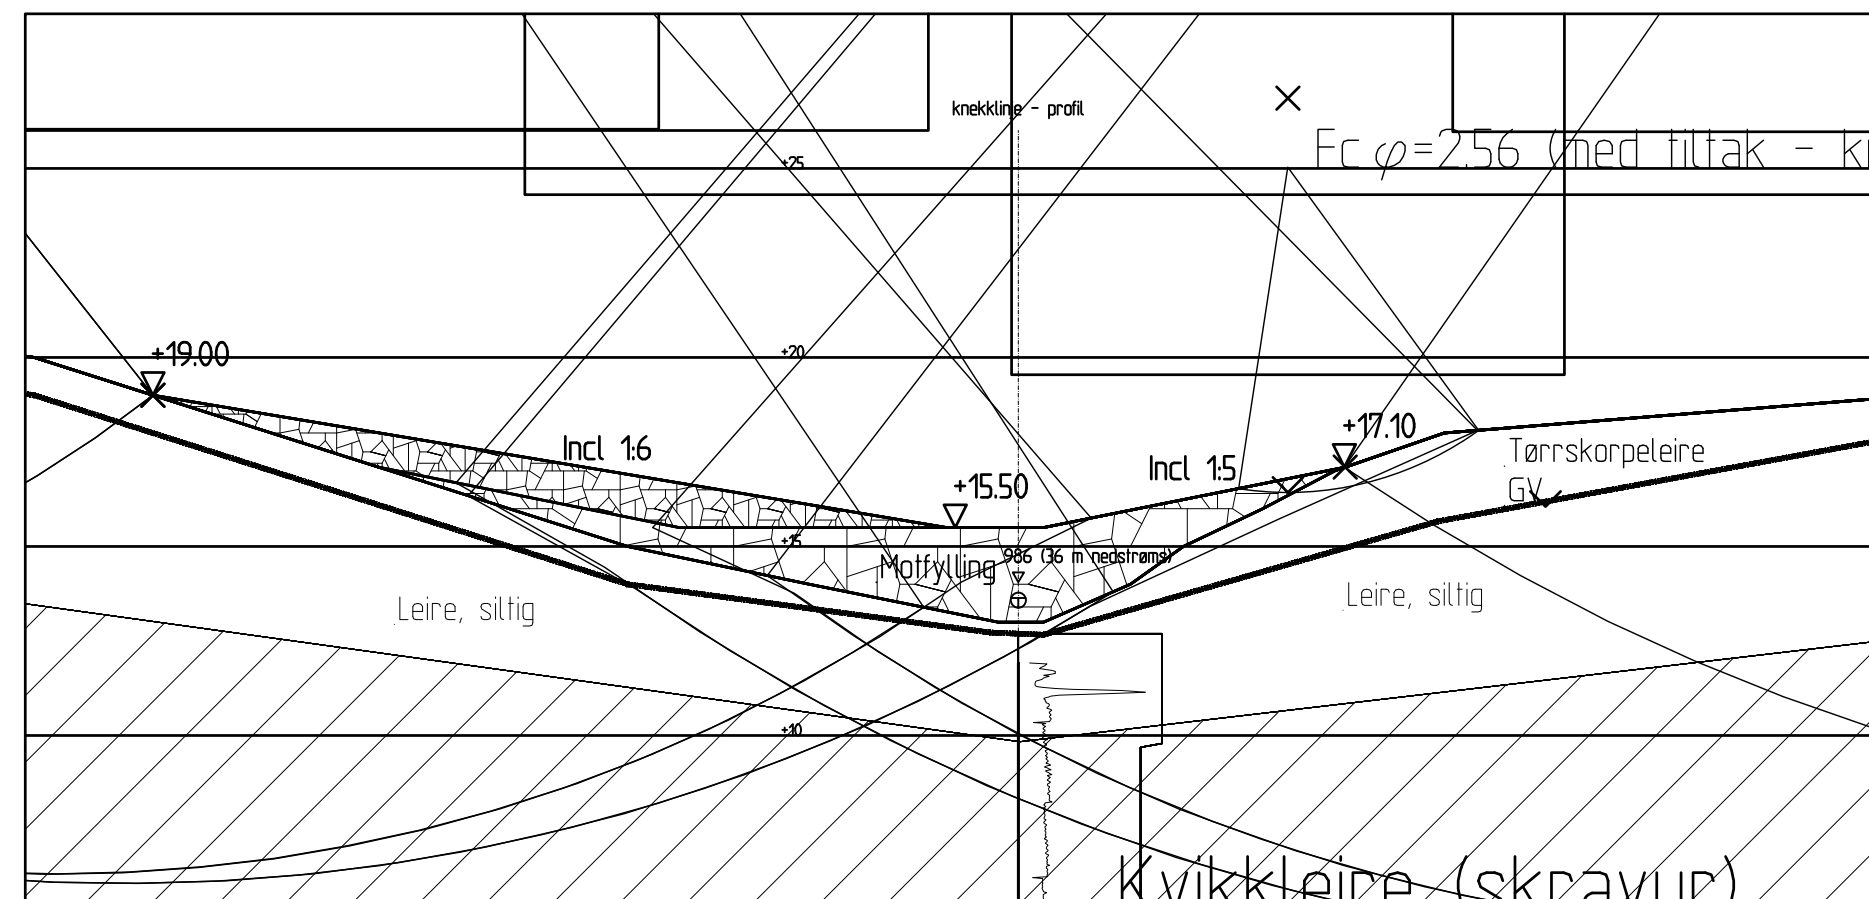 knekklinje - profil
Fc φ=2.56 (med tiltak -
+25
+20
+19.00
+17.10
Incl 1:6
Incl 1:5
Tørrskorpeleire
GV
+15.50
+15
986 (36 m nedstrøms)
Motfylling
Leire, siltig
Leire, siltig
+10
Kvikkleire (skravur)